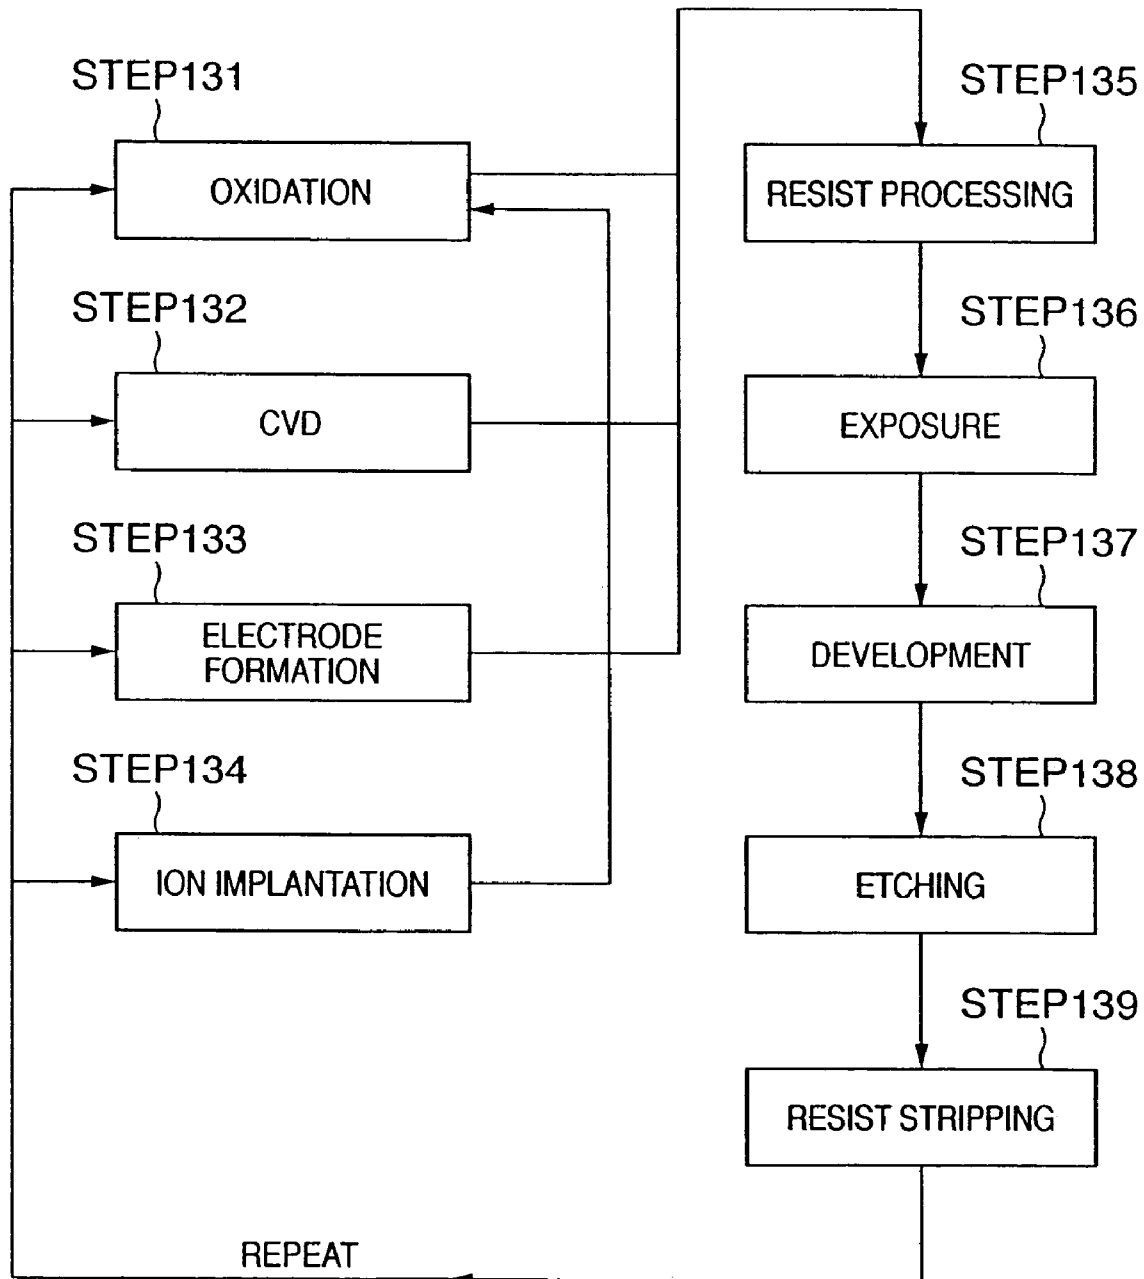 STEP131
OXIDATION
STEP132
CVD
STEP133
ELECTRODE
FORMATION
STEP134
ION IMPLANTATION
STEP135
RESIST PROCESSING
STEP136
EXPOSURE
STEP137
DEVELOPMENT
STEP138
ETCHING
STEP139
RESIST STRIPPING
REPEAT